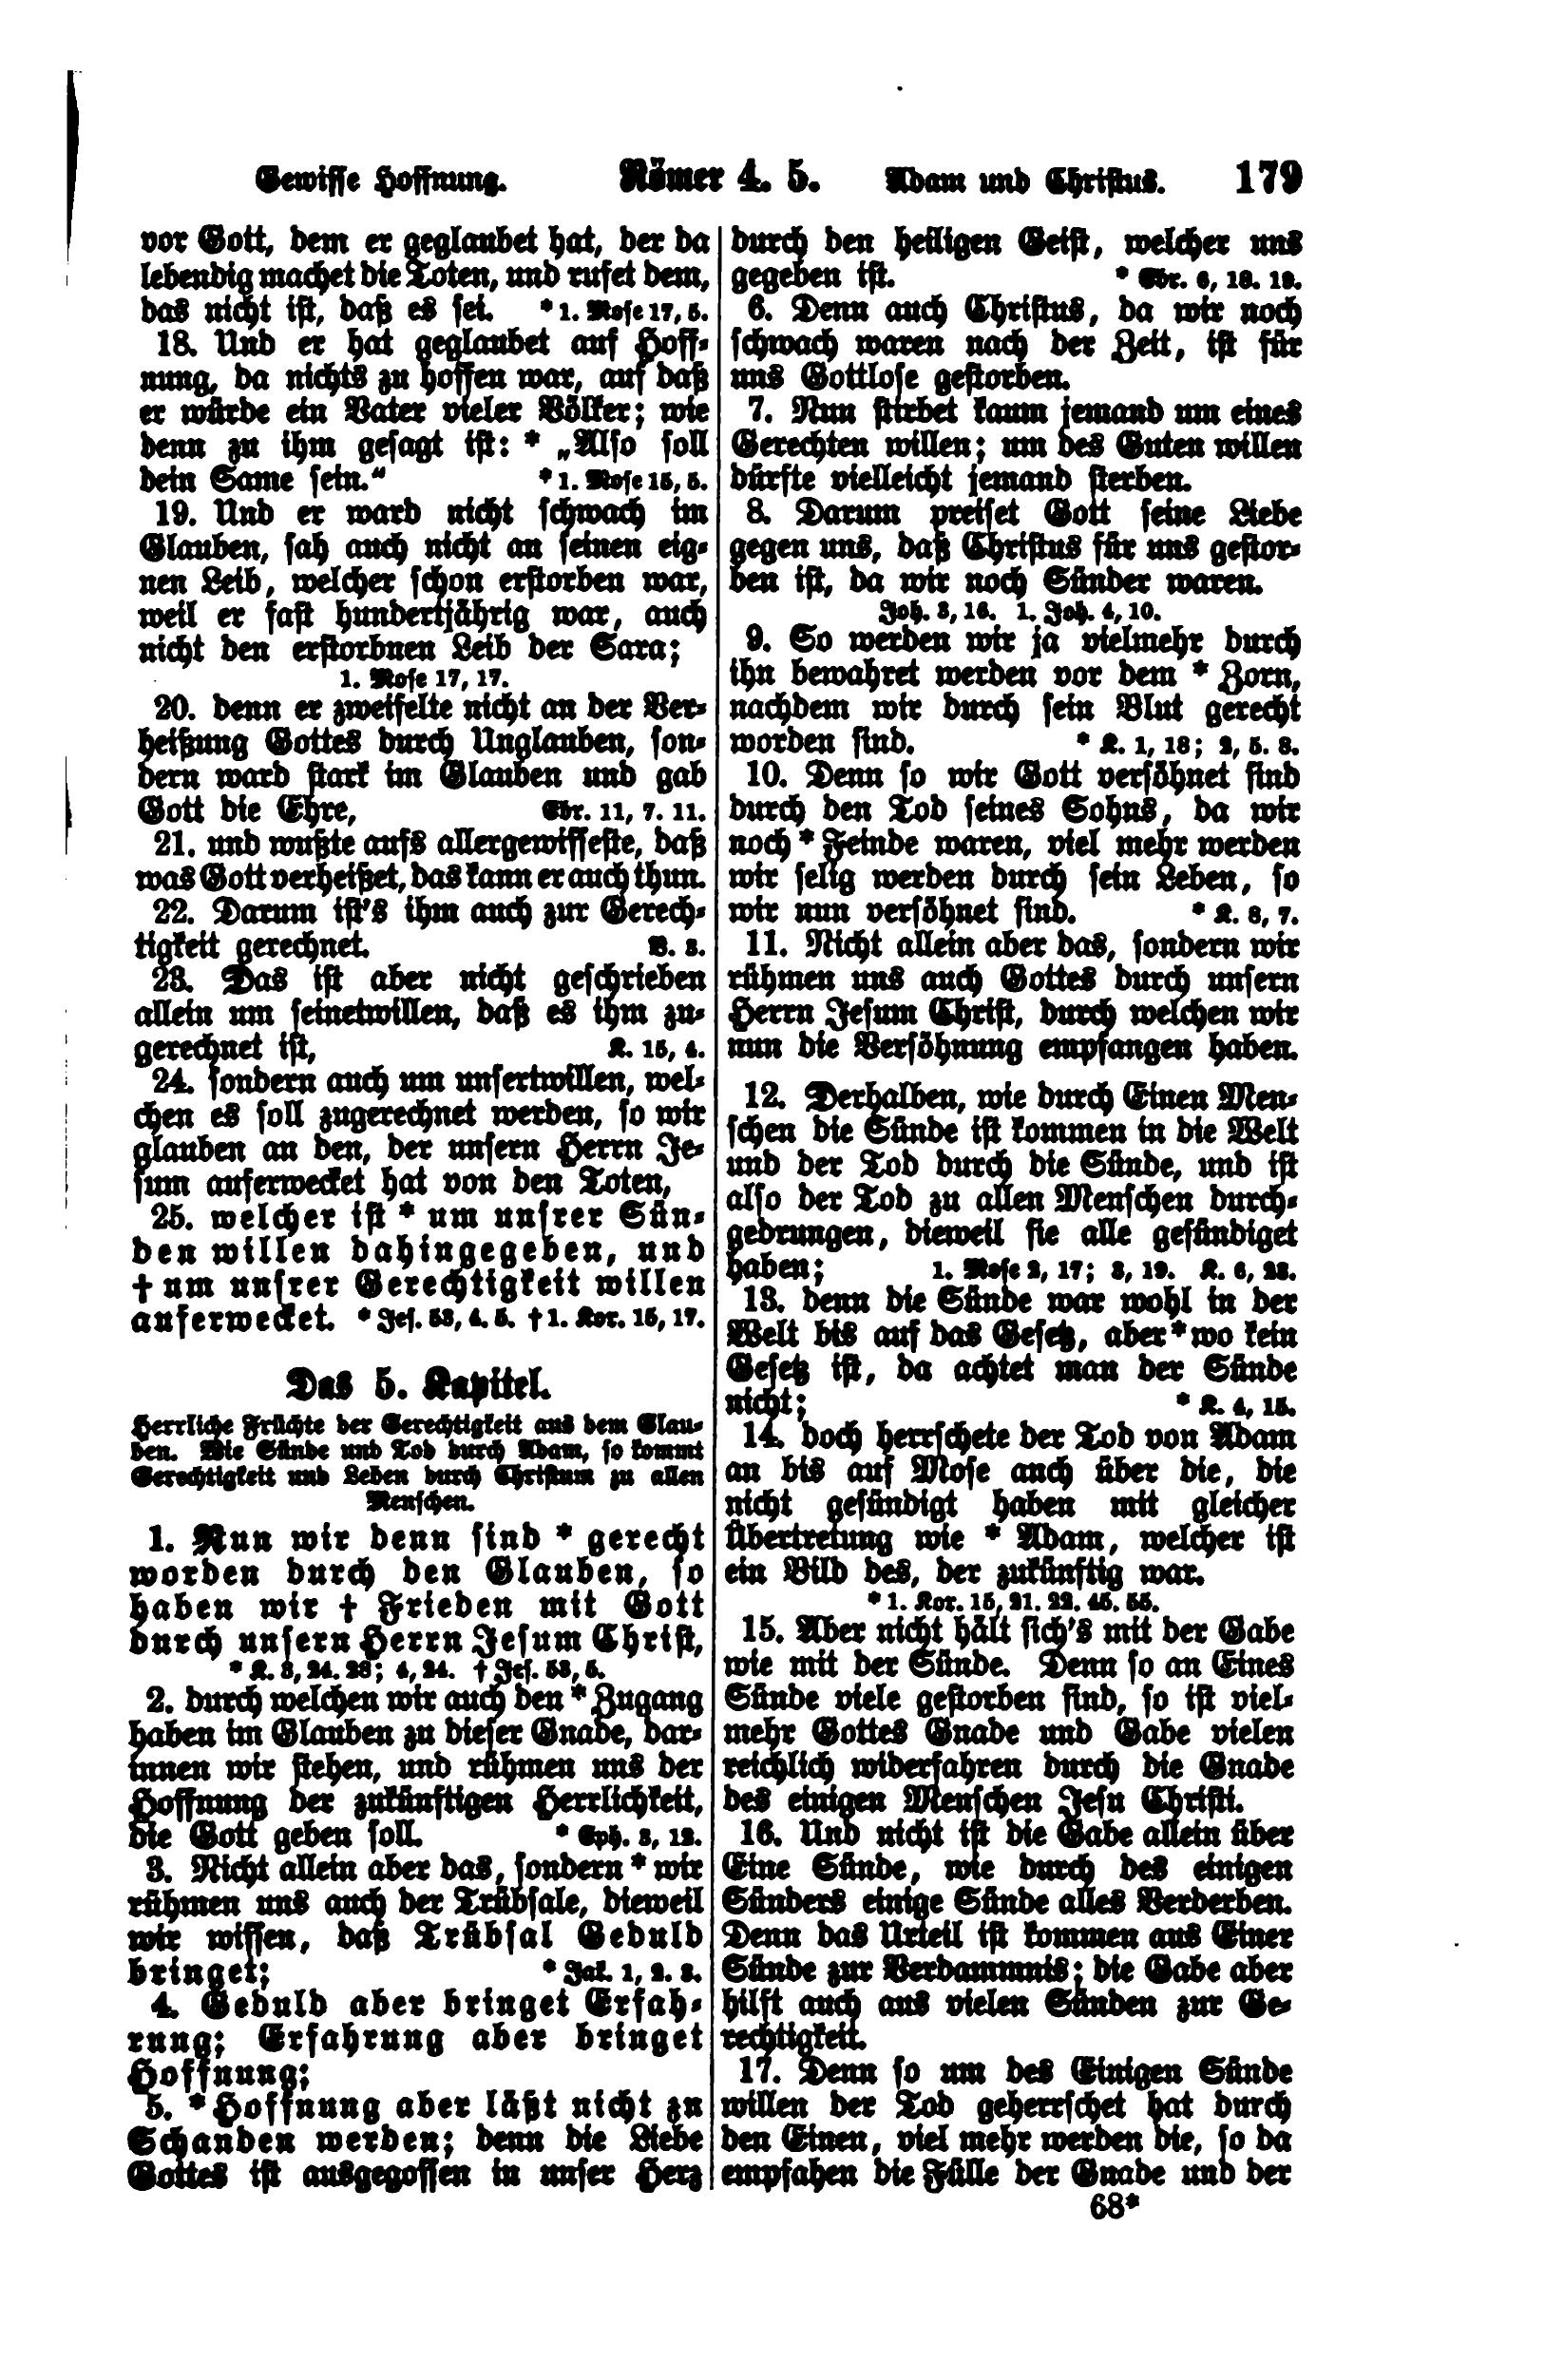 Gewisse Hoffnung. Römer 4. 5. Adam und Christus. 179
vor Gott, dem er geglaubet hat, der da
lebendig machet die Toten, und rufet dem,
das nicht ist, daß es sei. *1. Mose 17, 5.
18. Und er hat geglaubet auf Hoff-
nung, da nichts zu hoffen war, auf daß
er würde ein Vater vieler Völker; wie
denn zu ihm gesagt ist: * „Also soll
dein Same sein.“ *1. Mose 15, 5.
19. Und er ward nicht schwach im
Glauben, sah auch nicht an seinen eig-
nen Leib, welcher schon erstorben war,
weil er fast hundertjährig war, auch
nicht den erstorbnen Leib der Sara;
1. Mose 17, 17.
20. denn er zweifelte nicht an der Ver-
heißung Gottes durch Unglauben, son-
dern ward stark im Glauben und gab
Gott die Ehre, Ebr. 11, 7. 11.
21. und wußte aufs allergewisseste, daß
was Gott verheißet, das kann er auch thun.
22. Darum ist's ihm auch zur Gerech-
tigkeit gerechnet. V. 3.
23. Das ist aber nicht geschrieben
allein um seinetwillen, daß es ihm zu-
gerechnet ist, K. 15, 4.
24. sondern auch um unsertwillen, wel-
chen es soll zugerechnet werden, so wir
glauben an den, der unsern Herrn Je-
sum auferwecket hat von den Toten,
25. welcher ist * um unsrer Sün-
den willen dahingegeben, und
† um unsrer Gerechtigkeit willen
auferwecket. * Jes. 53, 4. 5. † 1. Kor. 15, 17.
Das 5. Kapitel.
Herrliche Früchte der Gerechtigkeit aus dem Glau-
ben. Wie Sünde und Tod durch Adam, so kommt
Gerechtigkeit und Leben durch Christum zu allen
Menschen.
1. Nun wir denn sind * gerecht
worden durch den Glauben, so
haben wir † Frieden mit Gott
durch unsern Herrn Jesum Christ,
* K. 3, 24. 28; 4, 24. † Jes. 53, 5.
2. durch welchen wir auch den * Zugang
haben im Glauben zu dieser Gnade, dar-
innen wir stehen, und rühmen uns der
Hoffnung der zukünftigen Herrlichkeit,
die Gott geben soll. * Eph. 3, 12.
3. Nicht allein aber das, sondern * wir
rühmen uns auch der Trübsale, dieweil
wir wissen, daß Trübsal Geduld
bringet; * Jak. 1, 2. 3.
4. Geduld aber bringet Erfah-
rung; Erfahrung aber bringet
Hoffnung;
5. * Hoffnung aber läßt nicht zu
Schanden werden; denn die Liebe
Gottes ist ausgegossen in unser Herz
durch den heiligen Geist, welcher uns
gegeben ist. * Ebr. 6, 18. 19.
6. Denn auch Christus, da wir noch
schwach waren nach der Zeit, ist für
uns Gottlose gestorben.
7. Nun stirbet kaum jemand um eines
Gerechten willen; um des Guten willen
dürfte vielleicht jemand sterben.
8. Darum preiset Gott seine Liebe
gegen uns, daß Christus für uns gestor-
ben ist, da wir noch Sünder waren.
Joh. 3, 16. 1. Joh. 4, 10.
9. So werden wir ja vielmehr durch
ihn bewahret werden vor dem * Zorn,
nachdem wir durch sein Blut gerecht
worden sind. * K. 1, 18; 2, 5. 8.
10. Denn so wir Gott versöhnet sind
durch den Tod seines Sohns, da wir
noch * Feinde waren, viel mehr werden
wir selig werden durch sein Leben, so
wir nun versöhnet sind. * K. 8, 7.
11. Nicht allein aber das, sondern wir
rühmen uns auch Gottes durch unsern
Herrn Jesum Christ, durch welchen wir
nun die Versöhnung empfangen haben.
12. Derhalben, wie durch Einen Men-
schen die Sünde ist kommen in die Welt
und der Tod durch die Sünde, und ist
also der Tod zu allen Menschen durch-
gedrungen, dieweil sie alle gesündiget
haben; 1. Mose 2, 17; 3, 19. K. 6, 23.
13. denn die Sünde war wohl in der
Welt bis auf das Gesetz, aber * wo kein
Gesetz ist, da achtet man der Sünde
nicht; * K. 4, 15.
14. doch herrschete der Tod von Adam
an bis auf Mose auch über die, die
nicht gesündigt haben mit gleicher
Übertretung wie * Adam, welcher ist
ein Bild des, der zukünftig war.
* 1. Kor. 15, 21. 22. 45. 55.
15. Aber nicht hält sich's mit der Gabe
wie mit der Sünde. Denn so an Eines
Sünde viele gestorben sind, so ist viel-
mehr Gottes Gnade und Gabe vielen
reichlich widerfahren durch die Gnade
des einigen Menschen Jesu Christi.
16. Und nicht ist die Gabe allein über
Eine Sünde, wie durch des einigen
Sünders einige Sünde alles Verderben.
Denn das Urteil ist kommen aus Einer
Sünde zur Verdammnis; die Gabe aber
hilft auch aus vielen Sünden zur Ge-
rechtigkeit.
17. Denn so um des Einigen Sünde
willen der Tod geherrschet hat durch
den Einen, viel mehr werden die, so da
empfahen die Fülle der Gnade und der
68*